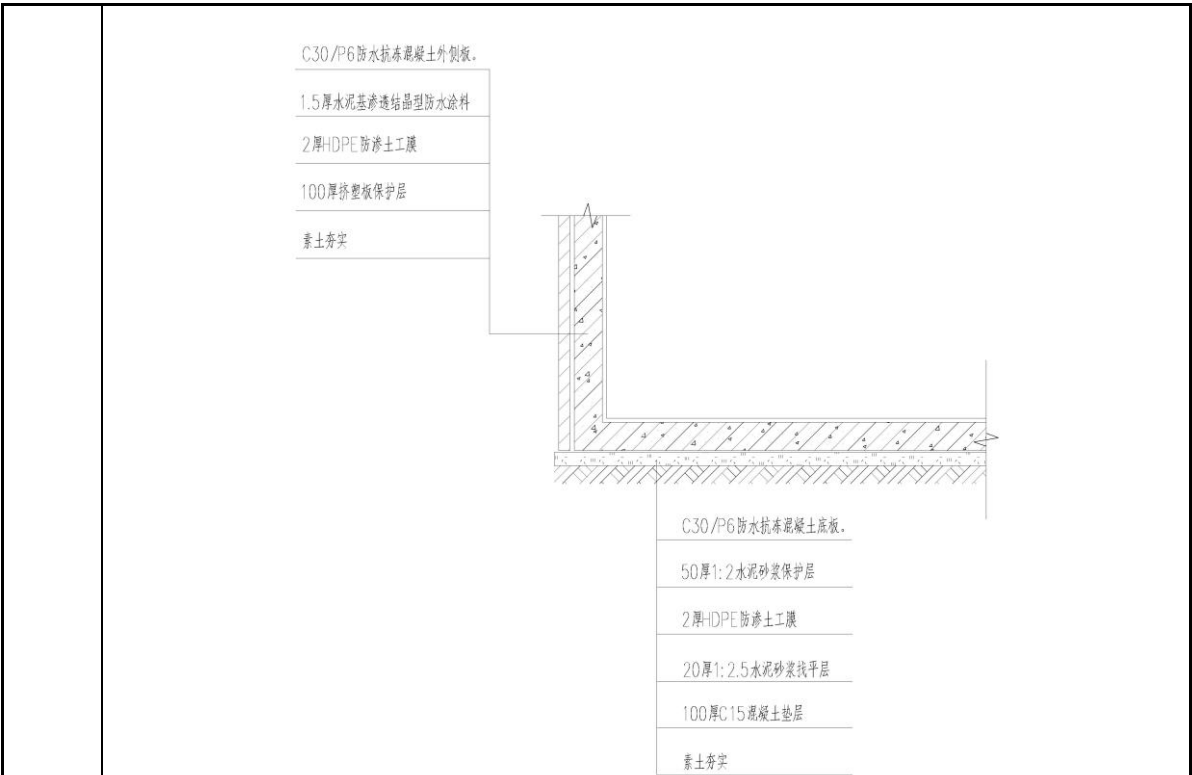 C30/P6防水抗冻混凝土外侧板。
1.5厚水泥基渗透结晶型防水涂料
2厚HDPE防渗土工膜
100厚挤塑板保护层
素土夯实
C30/P6防水抗冻混凝土底板。
50厚1:2水泥砂浆保护层
2厚HDPE防渗土工膜
20厚1:2.5水泥砂浆找平层
100厚C15混凝土垫层
素土夯实